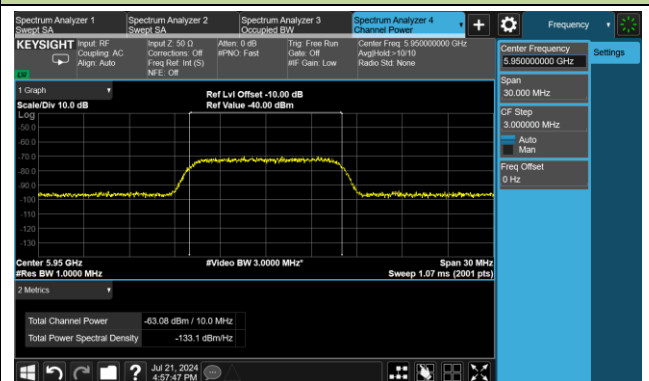 Spectrum Analyzer 1
Swept SA
Spectrum Analyzer 2
Swept SA
Spectrum Analyzer 3
Occupied BW
Spectrum Analyzer 4
Channel Power
Frequency
KEYSIGHT
Input: RF
Coupling: AC
Align: Auto
Input Z: 50 Ω
Corrections: Off
Freq Ref: Int (S)
NFE: Off
Atten: 0 dB
#PNO: Fast
Trig: Free Run
Gate: Off
#IF Gain: Low
Center Freq: 5.950000000 GHz
Avg|Hold:>10/10
Radio Std: None
Center Frequency
5.950000000 GHz
Settings
Span
30.000 MHz
CF Step
3.000000 MHz
Auto
Man
Freq Offset
0 Hz
1 Graph
Scale/Div 10.0 dB
Ref Lvl Offset -10.00 dB
Ref Value -40.00 dBm
Log
-50.0
-60.0
-70.0
-80.0
-90.0
-100
-110
-120
-130
Center 5.95 GHz
#Res BW 1.0000 MHz
#Video BW 3.0000 MHz*
Span 30 MHz
Sweep 1.07 ms (2001 pts)
2 Metrics
Total Channel Power -63.08 dBm / 10.0 MHz
Total Power Spectral Density -133.1 dBm/Hz
Jul 21, 2024
4:57:47 PM